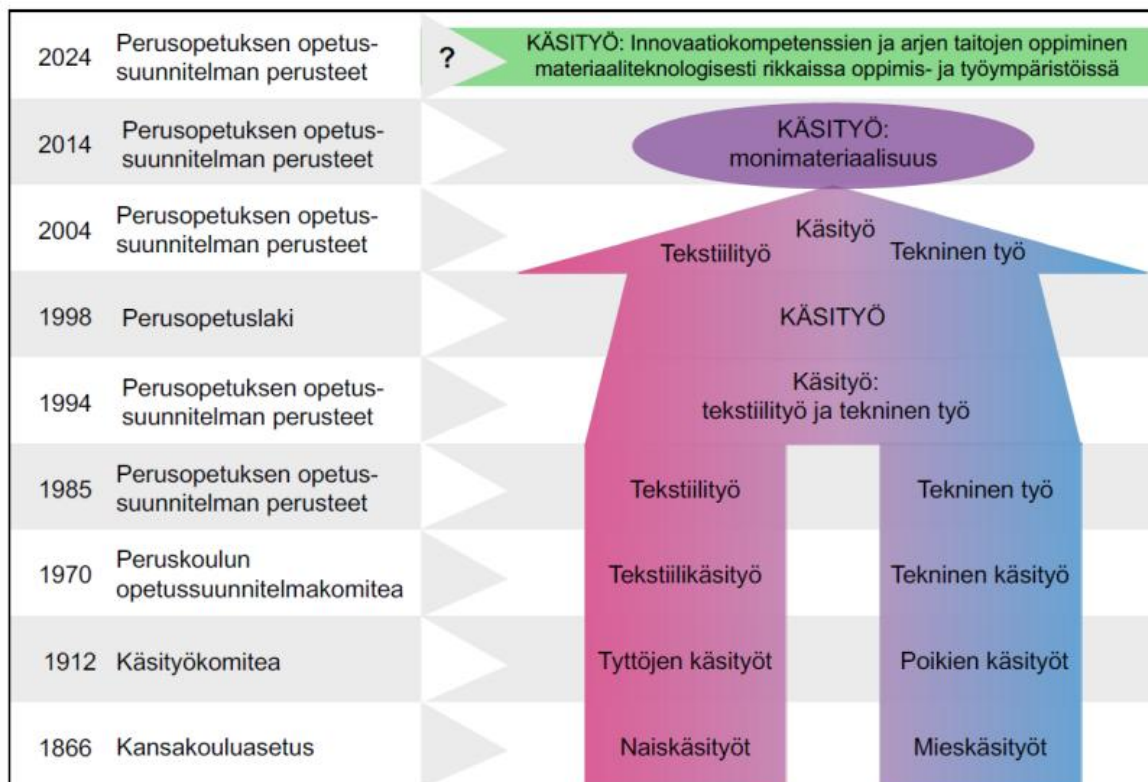 2024 Perusopetuksen opetus-
suunnitelman perusteet
?
KÄSITYÖ: Innovaatiokompetenssien ja arjen taitojen oppiminen
materiaaliteknologisesti rikkaissa oppimis- ja työympäristöissä
2014 Perusopetuksen opetus-
suunnitelman perusteet
KÄSITYÖ:
monimateriaalisuus
2004 Perusopetuksen opetus-
suunnitelman perusteet
Käsityö
Tekstiilityö Tekninen työ
1998 Perusopetuslaki
KÄSITYÖ
1994 Perusopetuksen opetus-
suunnitelman perusteet
Käsityö:
tekstiilityö ja tekninen työ
1985 Perusopetuksen opetus-
suunnitelman perusteet
Tekstiilityö Tekninen työ
1970 Peruskoulun
opetussuunnitelmakomitea
Tekstiilikäsityö Tekninen käsityö
1912 Käsityökomitea
Tyttöjen käsityöt Poikien käsityöt
1866 Kansakouluasetus
Naiskäsityöt Mieskäsityöt